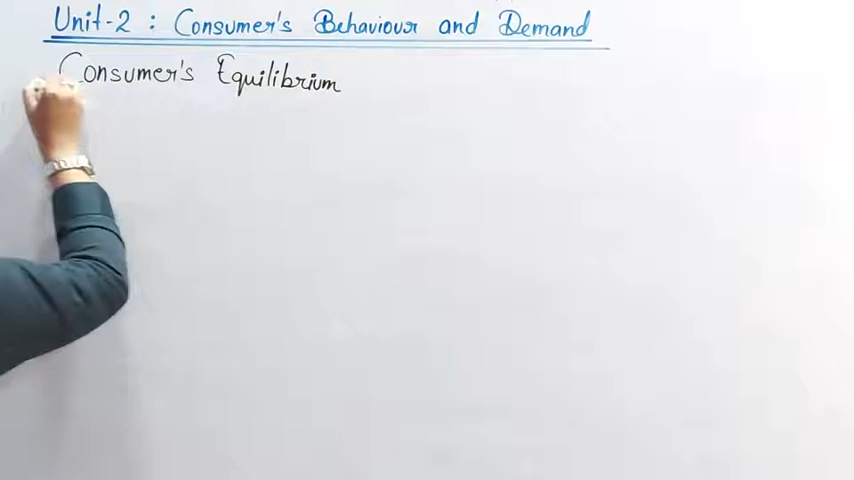 Unit-2 : Consumer's Behaviour and Demand
Consumer's Equilibrium